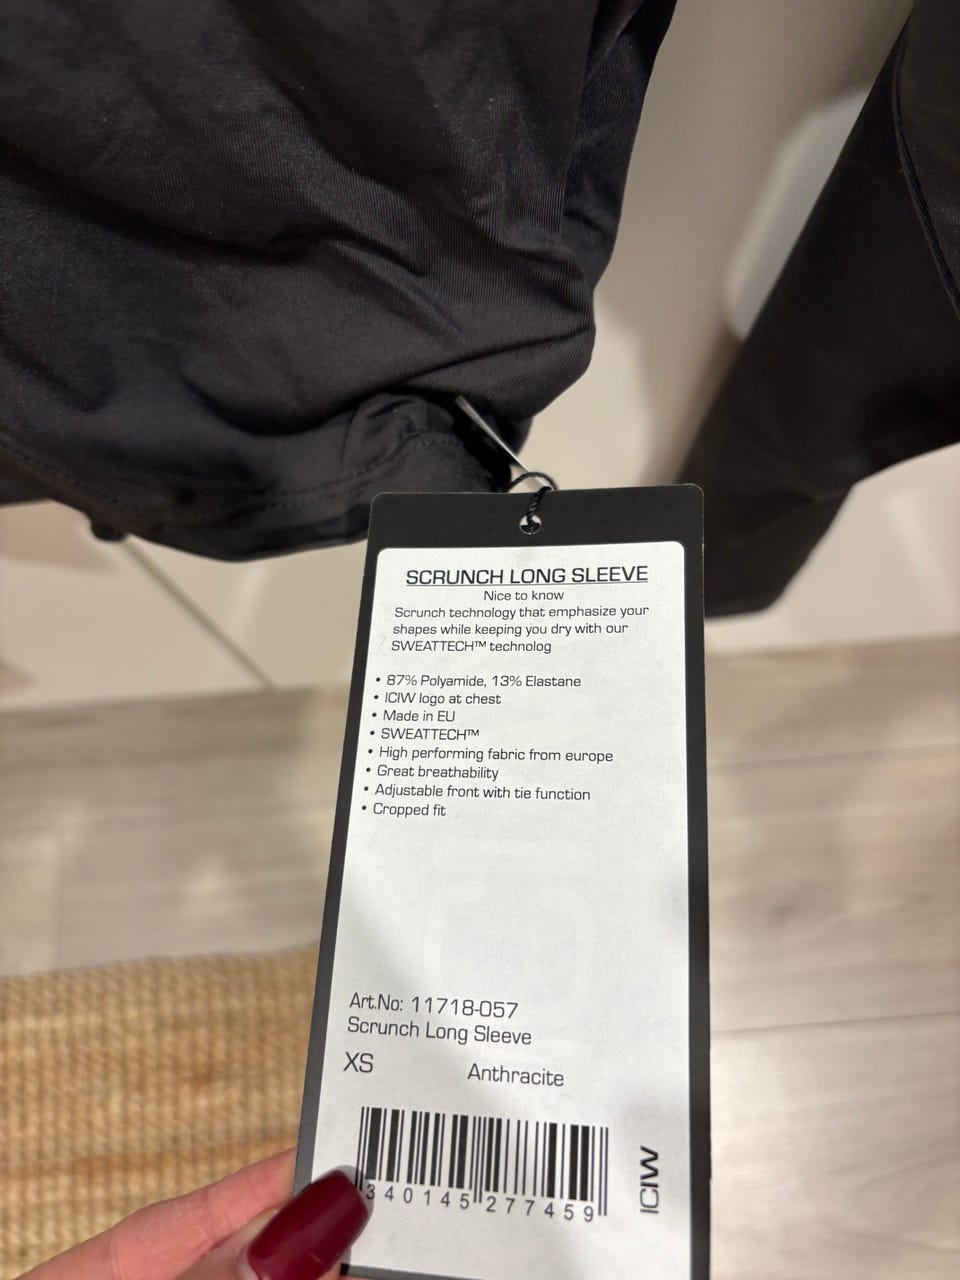 SCRUNCH LONG SLEEVE
Nice to know
Scrunch technology that emphasize your
shapes while keeping you dry with our
SWEATTECH™ technolog
• 87% Polyamide, 13% Elastane
• ICIW logo at chest
• Made in EU
• SWEATTECH™
• High performing fabric from europe
• Great breathability
• Adjustable front with tie function
• Cropped fit
Art.No: 11718-057
Scrunch Long Sleeve
XS Anthracite
340145 277459
ICIW